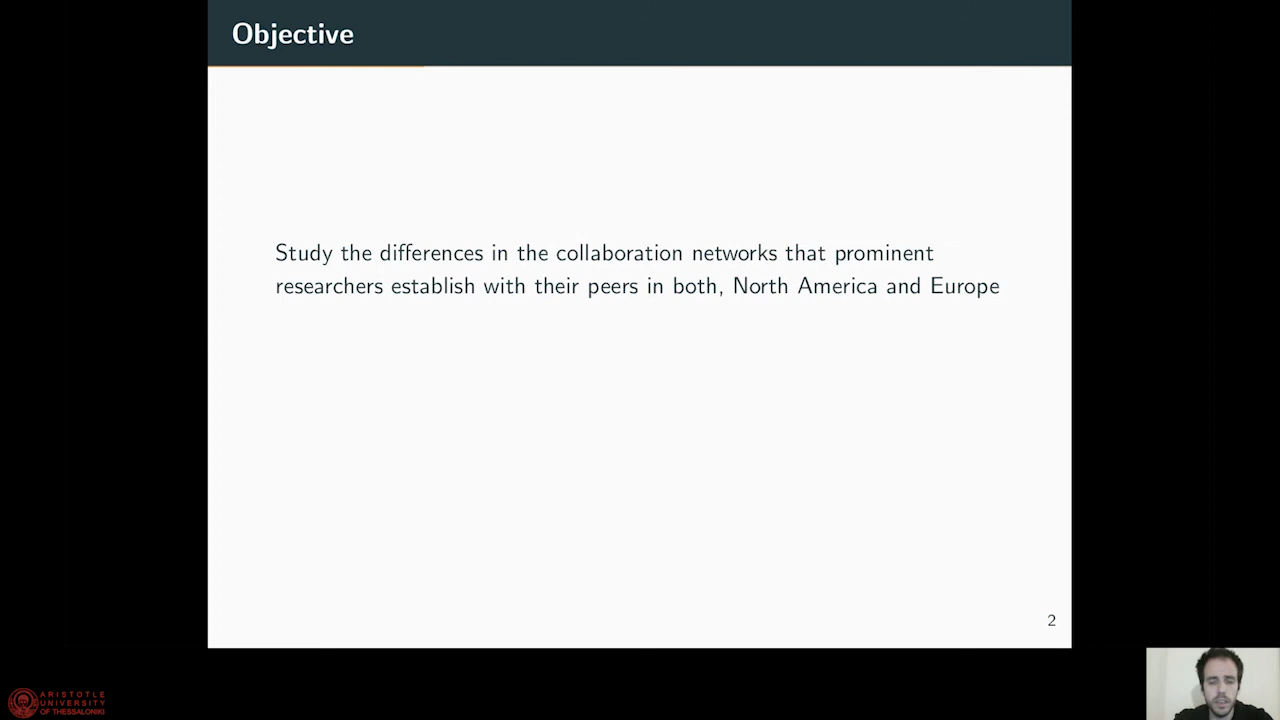 Objective
Study the differences in the collaboration networks that prominent
researchers establish with their peers in both, North America and Europe
2
ARISTOTLE
UNIVERSITY
OF THESSALONIKI